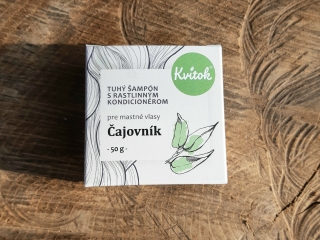 Kvitok
TUHÝ ŠAMPÓN
S RASTLINNÝM
KONDICIONÉROM
pre mastné vlasy
Čajovník
- 50 g -